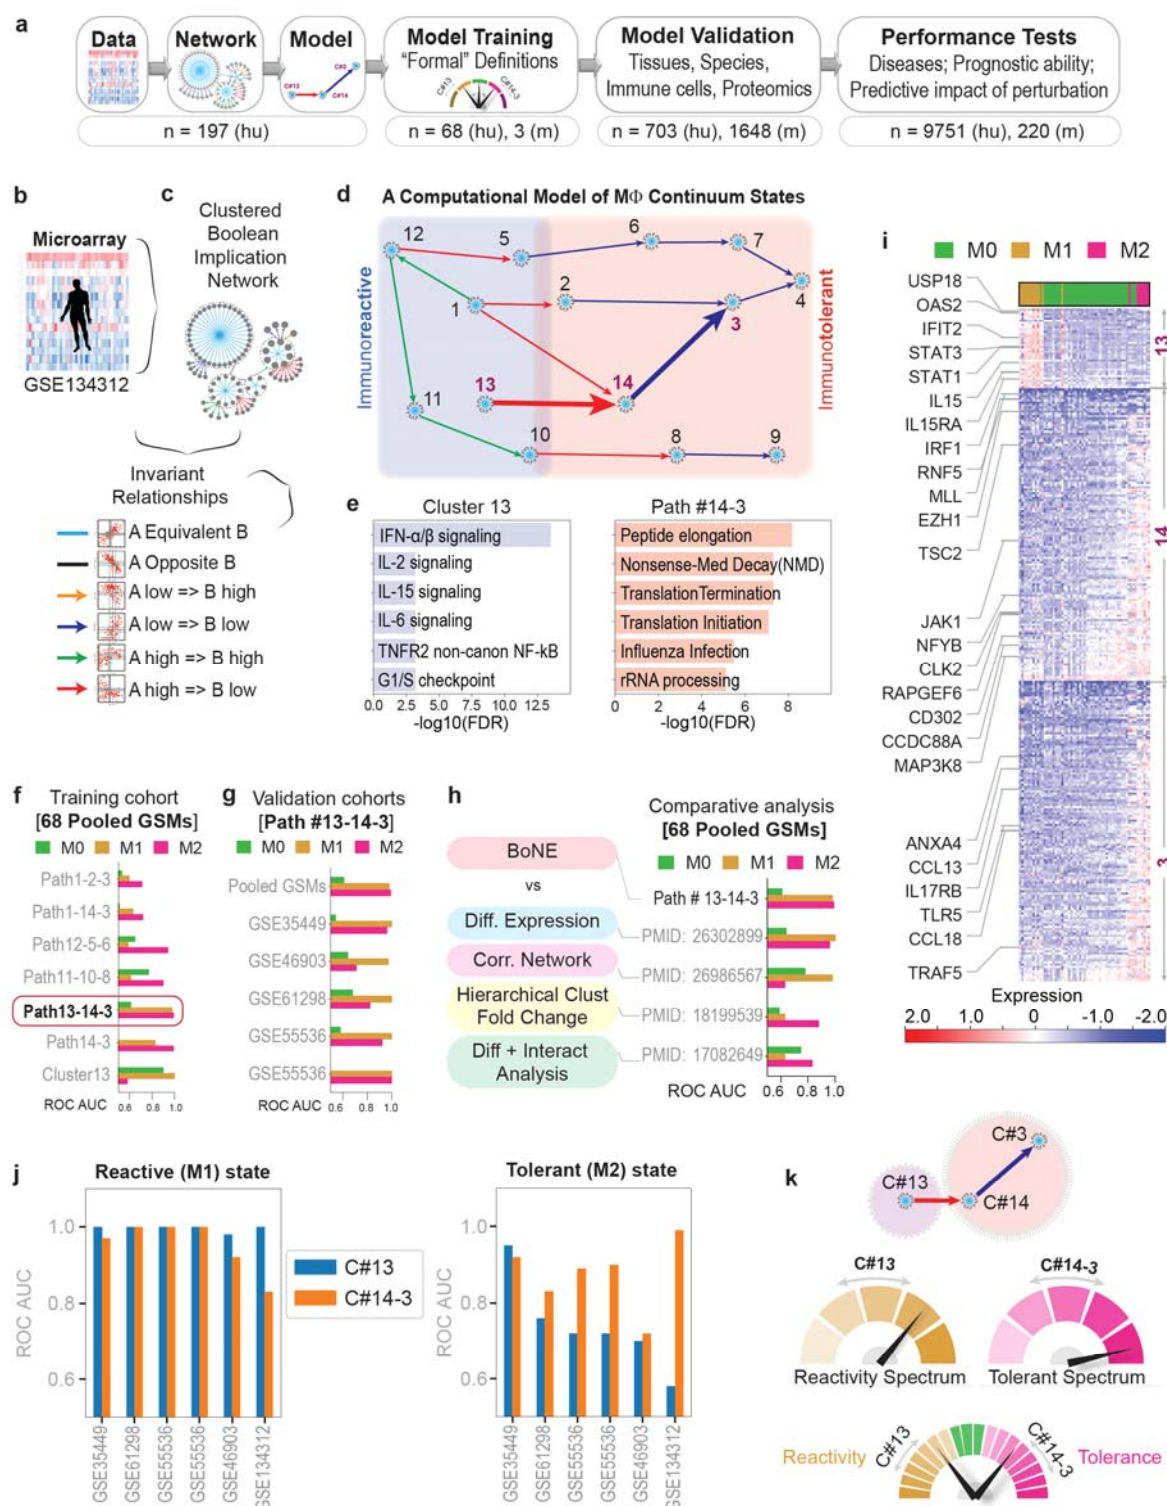 a
Data
Network
Model
C#2
C#13
C#14
Model Training
"Formal" Definitions
C#13
C#14-3
Model Validation
Tissues, Species,
Immune cells, Proteomics
Performance Tests
Diseases; Prognostic ability;
Predictive impact of perturbation
n = 197 (hu)
n = 68 (hu), 3 (m)
n = 703 (hu), 1648 (m)
n = 9751 (hu), 220 (m)
b
Microarray
GSE134312
c
Clustered
Boolean
Implication
Network
Invariant
Relationships
A Equivalent B
A Opposite B
A low => B high
A low => B low
A high => B high
A high => B low
d
A Computational Model of MΦ Continuum States
Immunoreactive
Immunotolerant
12
5
6
7
1
2
3
4
13
14
11
10
8
9
e
Cluster 13
IFN-α/β signaling
IL-2 signaling
IL-15 signaling
IL-6 signaling
TNFR2 non-canon NF-kB
G1/S checkpoint
0.0 2.5 5.0 7.5 10.0 12.5
-log10(FDR)
Path #14-3
Peptide elongation
Nonsense-Med Decay(NMD)
TranslationTermination
Translation Initiation
Influenza Infection
rRNA processing
0 2 4 6 8
-log10(FDR)
f
Training cohort
[68 Pooled GSMs]
M0 M1 M2
Path1-2-3
Path1-14-3
Path12-5-6
Path11-10-8
Path13-14-3
Path14-3
Cluster13
ROC AUC 0.6 0.8 1.0
g
Validation cohorts
[Path #13-14-3]
M0 M1 M2
Pooled GSMs
GSE35449
GSE46903
GSE61298
GSE55536
GSE55536
ROC AUC 0.6 0.8 1.0
h
Comparative analysis
[68 Pooled GSMs]
M0 M1 M2
BoNE
vs
Diff. Expression
Corr. Network
Hierarchical Clust
Fold Change
Diff + Interact
Analysis
Path # 13-14-3
PMID: 26302899
PMID: 26986567
PMID: 18199539
PMID: 17082649
0.6 0.8 1.0
ROC AUC
i
M0 M1 M2
USP18
OAS2
IFIT2
STAT3
STAT1
IL15
IL15RA
IRF1
RNF5
MLL
EZH1
TSC2
JAK1
NFYB
CLK2
RAPGEF6
CD302
CCDC88A
MAP3K8
ANXA4
CCL13
IL17RB
TLR5
CCL18
TRAF5
13
14
3
Expression
2.0 1.0 0 -1.0 -2.0
j
Reactive (M1) state
ROC AUC
1.0
0.8
0.6
GSE35449
GSE61298
GSE55536
GSE55536
GSE46903
GSE134312
C#13
C#14-3
Tolerant (M2) state
ROC AUC
1.0
0.8
0.6
GSE35449
GSE61298
GSE55536
GSE55536
GSE46903
GSE134312
k
C#3
C#13
C#14
C#13
Reactivity Spectrum
C#14-3
Tolerant Spectrum
Reactivity
C#13
C#14-3
Tolerance